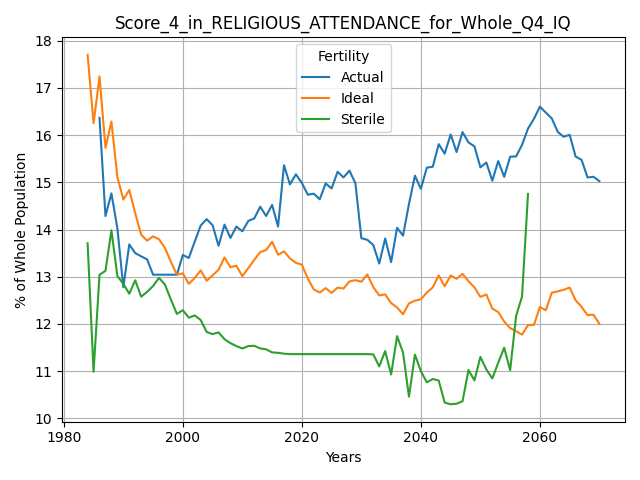 Score_4_in_RELIGIOUS_ATTENDANCE_for_Whole_Q4_IQ
Fertility
Actual
Ideal
Sterile
% of Whole Population
18
17
16
15
14
13
12
11
10
1980
2000
2020
2040
2060
Years